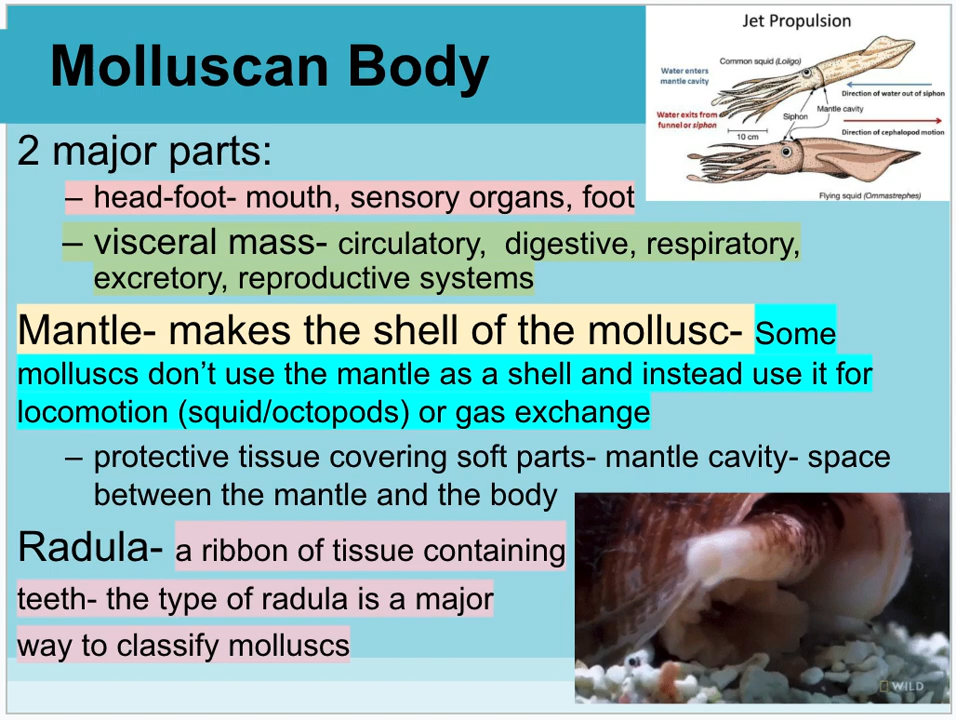 Molluscan Body
2 major parts:
– head-foot- mouth, sensory organs, foot
– visceral mass- circulatory, digestive, respiratory,
excretory, reproductive systems
Mantle- makes the shell of the mollusc- Some
molluscs don’t use the mantle as a shell and instead use it for
locomotion (squid/octopods) or gas exchange
– protective tissue covering soft parts- mantle cavity- space
between the mantle and the body
Radula- a ribbon of tissue containing
teeth- the type of radula is a major
way to classify molluscs
Jet Propulsion
Common squid (Loligo)
Water enters
mantle cavity
Direction of water out of siphon
Mantle cavity
Siphon
Water exits from
funnel or siphon
10 cm
Direction of cephalopod motion
Flying squid (Ommastrephes)
WILD